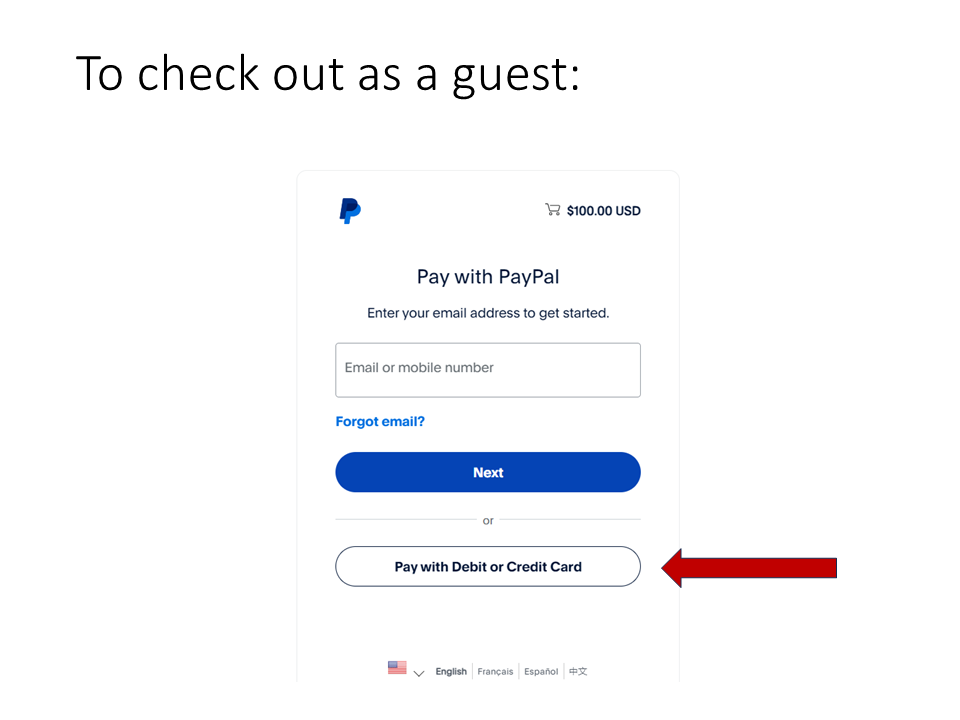 To check out as a guest:
$100.00 USD
Pay with PayPal
Enter your email address to get started.
Email or mobile number
Forgot email?
Next
or
Pay with Debit or Credit Card
English Français Español 中文